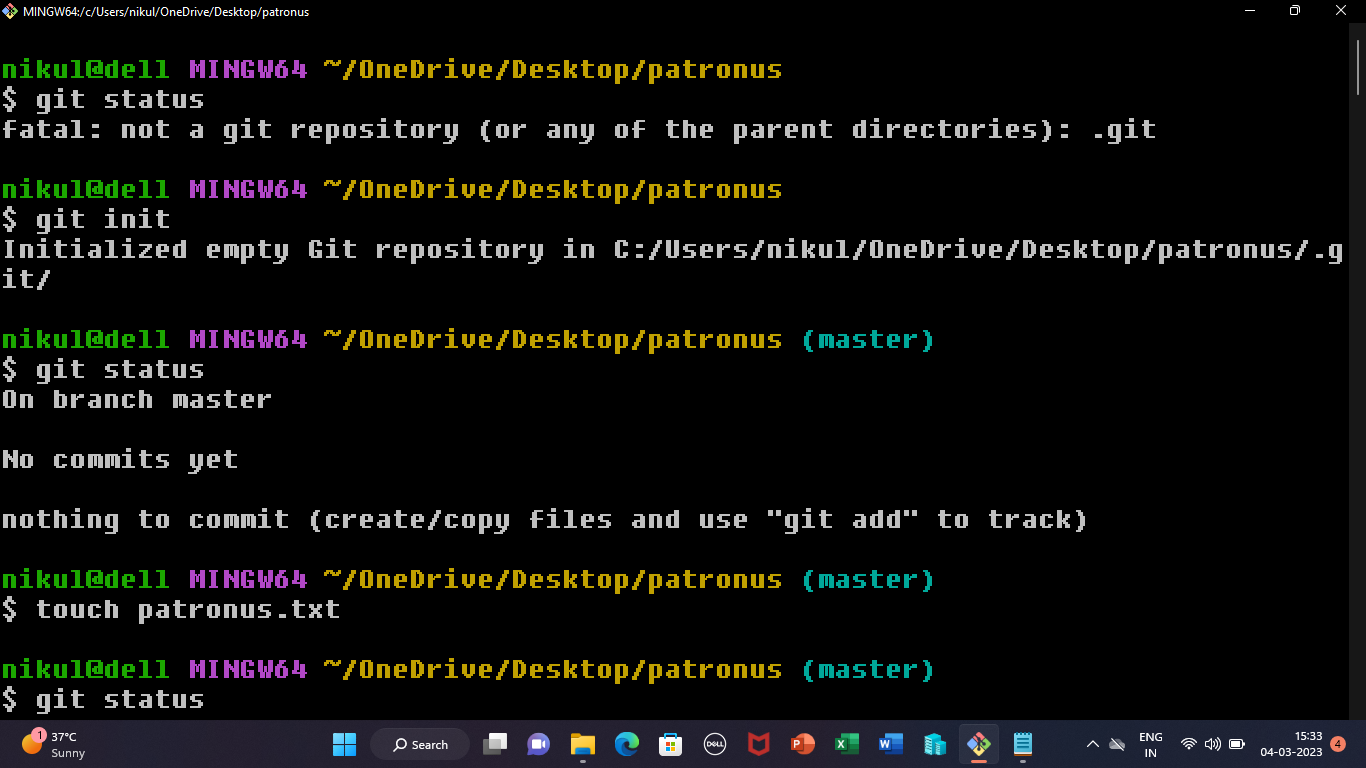 MINGW64:/c/Users/nikul/OneDrive/Desktop/patronus
nikul@dell MINGW64 ~/OneDrive/Desktop/patronus
$ git status
fatal: not a git repository (or any of the parent directories): .git
nikul@dell MINGW64 ~/OneDrive/Desktop/patronus
$ git init
Initialized empty Git repository in C:/Users/nikul/OneDrive/Desktop/patronus/.g
it/
nikul@dell MINGW64 ~/OneDrive/Desktop/patronus (master)
$ git status
On branch master
No commits yet
nothing to commit (create/copy files and use "git add" to track)
nikul@dell MINGW64 ~/OneDrive/Desktop/patronus (master)
$ touch patronus.txt
nikul@dell MINGW64 ~/OneDrive/Desktop/patronus (master)
$ git status
1
37°C
Sunny
Search
DELL
P
X
W
ENG
IN
15:33
04-03-2023
4